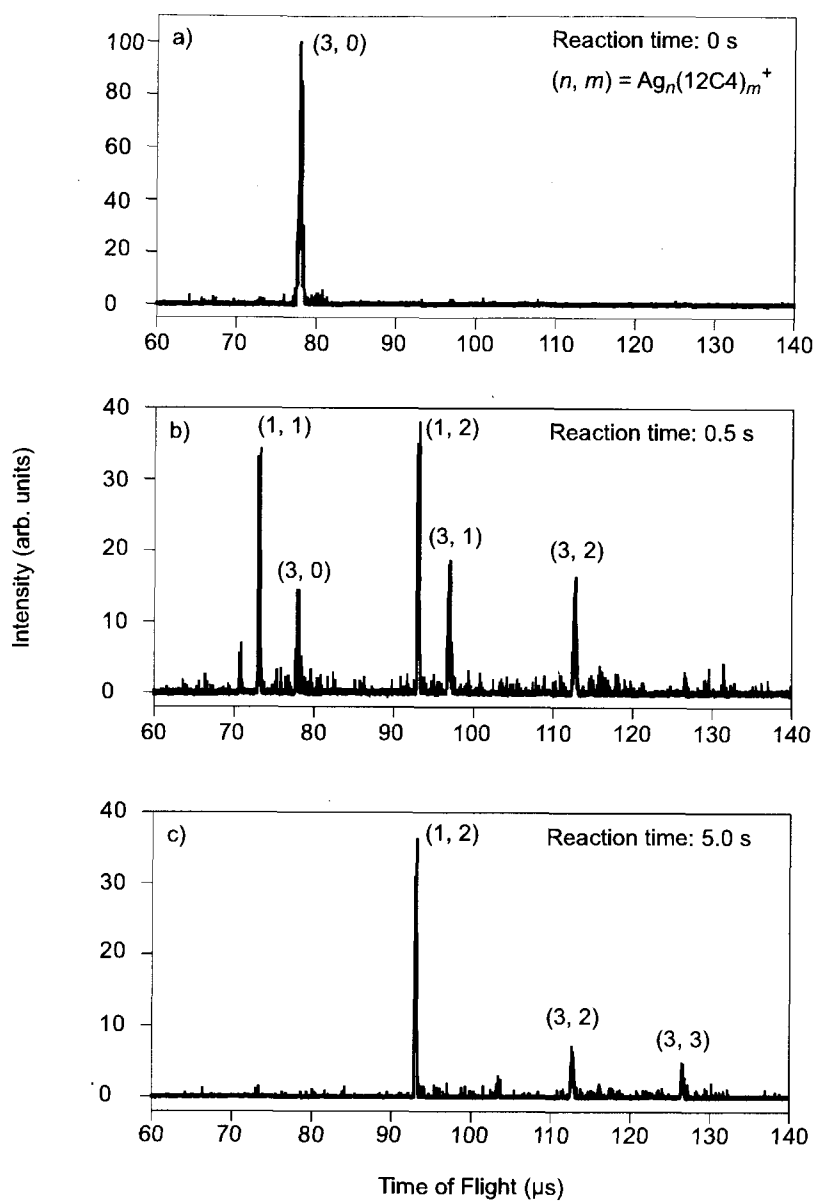 a)
(3, 0)
Reaction time: 0 s
(n, m) = Agₙ(12C4)ₘ⁺
100
80
60
40
20
0
60 70 80 90 100 110 120 130 140
b)
(1, 1)
(1, 2)
Reaction time: 0.5 s
(3, 0)
(3, 1)
(3, 2)
40
30
20
10
0
60 70 80 90 100 110 120 130 140
Intensity (arb. units)
c)
(1, 2)
Reaction time: 5.0 s
(3, 2)
(3, 3)
40
30
20
10
0
60 70 80 90 100 110 120 130 140
Time of Flight (µs)